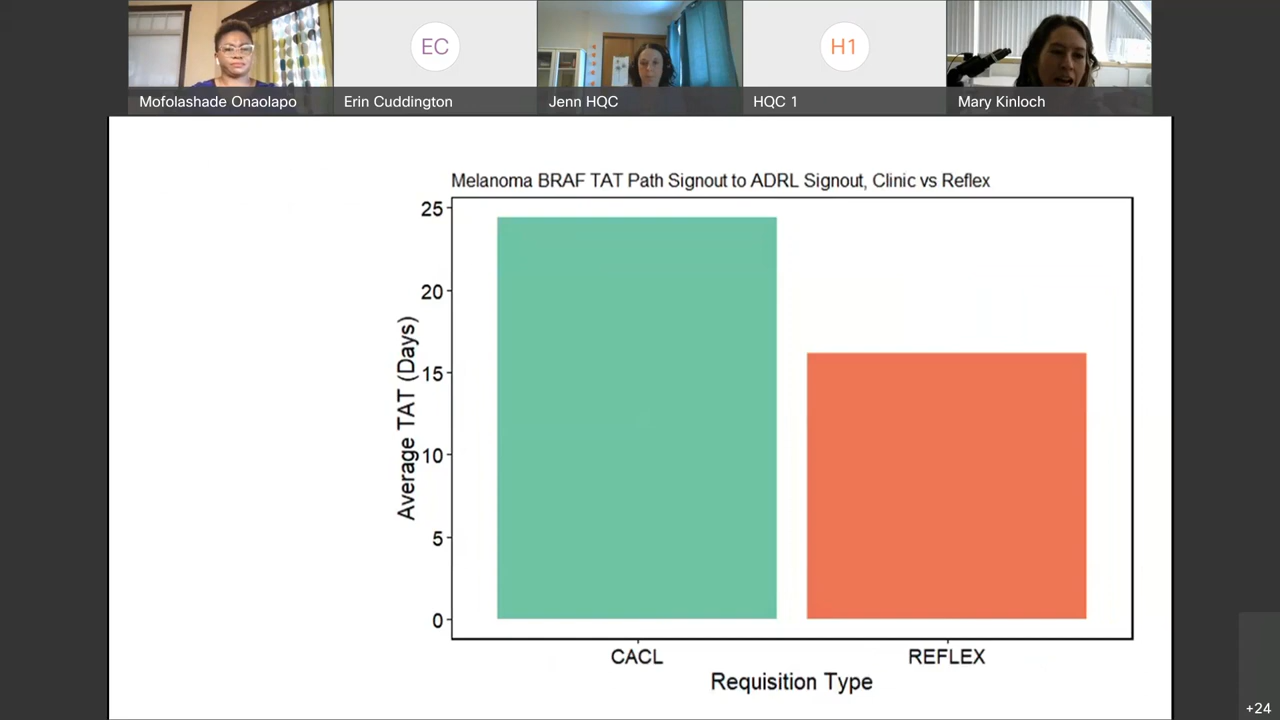 EC
H1
Mofolashade Onaolapo
Erin Cuddington
Jenn HQC
HQC 1
Mary Kinloch
Melanoma BRAF TAT Path Signout to ADRL Signout, Clinic vs Reflex
Average TAT (Days)
25
20
15
10
5
0
CACL
REFLEX
Requisition Type
+24